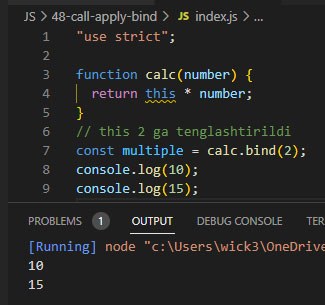 JS > 48-call-apply-bind > JS index.js > ...
1 "use strict";
2
3 function calc(number) {
4 return this * number;
5 }
6 // this 2 ga tenglashtirildi
7 const multiple = calc.bind(2);
8 console.log(10);
9 console.log(15);
PROBLEMS 1 OUTPUT DEBUG CONSOLE TER
[Running] node "c:\Users\wick3\OneDrive
10
15